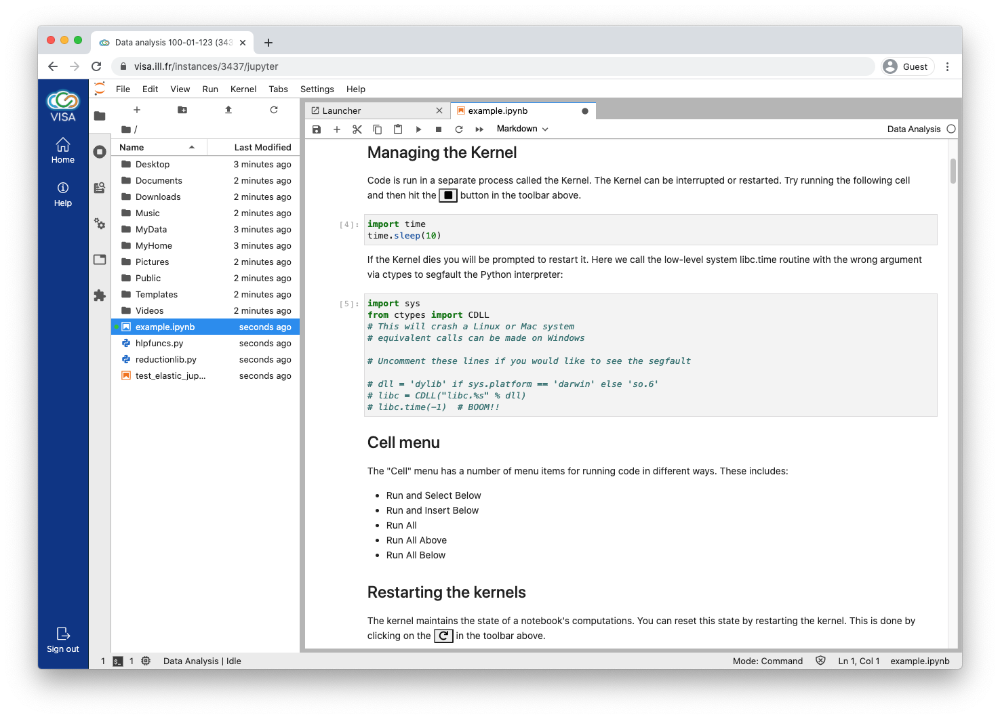 Data analysis 100-01-123 (343
visa.ill.fr/instances/3437/jupyter
Guest
VISA
Home
Help
Sign out
File Edit View Run Kernel Tabs Settings Help
/
Name Last Modified
Desktop 3 minutes ago
Documents 2 minutes ago
Downloads 2 minutes ago
Music 2 minutes ago
MyData 3 minutes ago
MyHome 3 minutes ago
Pictures 2 minutes ago
Public 2 minutes ago
Templates 2 minutes ago
Videos 2 minutes ago
example.ipynb seconds ago
hlpfuncs.py seconds ago
reductionlib.py seconds ago
test_elastic_jup... seconds ago
Launcher example.ipynb
Markdown Data Analysis
Managing the Kernel
Code is run in a separate process called the Kernel. The Kernel can be interrupted or restarted. Try running the following cell
and then hit the button in the toolbar above.
[4]: import time
time.sleep(10)
If the Kernel dies you will be prompted to restart it. Here we call the low-level system libc.time routine with the wrong argument
via ctypes to segfault the Python interpreter:
[5]: import sys
from ctypes import CDLL
# This will crash a Linux or Mac system
# equivalent calls can be made on Windows
# Uncomment these lines if you would like to see the segfault
# dll = 'dylib' if sys.platform == 'darwin' else 'so.6'
# libc = CDLL("libc.%s" % dll)
# libc.time(-1)  # BOOM!!
Cell menu
The "Cell" menu has a number of menu items for running code in different ways. These includes:
• Run and Select Below
• Run and Insert Below
• Run All
• Run All Above
• Run All Below
Restarting the kernels
The kernel maintains the state of a notebook's computations. You can reset this state by restarting the kernel. This is done by
clicking on the in the toolbar above.
1 $_ 1 Data Analysis | Idle Mode: Command Ln 1, Col 1 example.ipynb